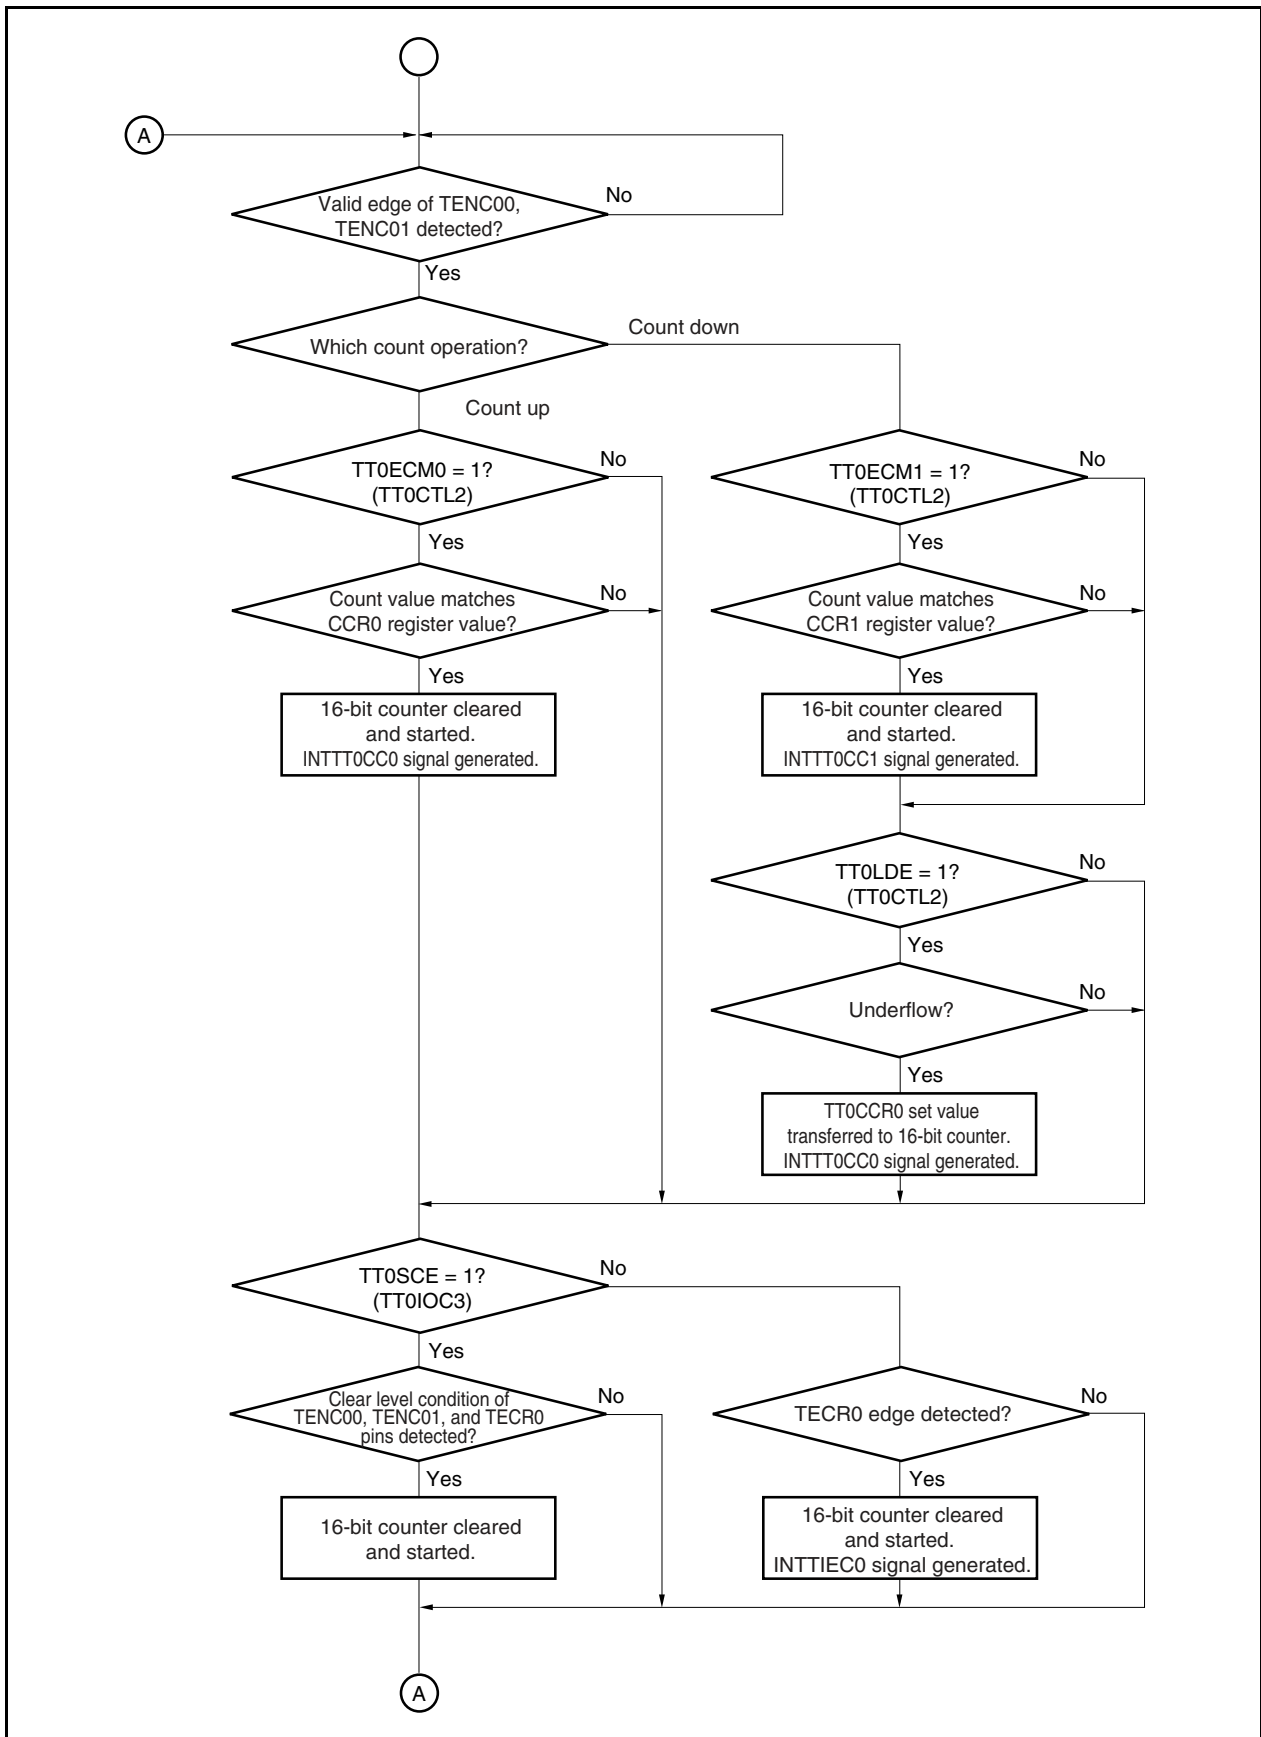 A
Valid edge of TENC00,
TENC01 detected?
No
Yes
Which count operation?
Count down
Count up
TT0ECM0 = 1?
(TT0CTL2)
No
Yes
TT0ECM1 = 1?
(TT0CTL2)
No
Yes
Count value matches
CCR0 register value?
No
Yes
Count value matches
CCR1 register value?
No
Yes
16-bit counter cleared
and started.
INTTT0CC0 signal generated.
16-bit counter cleared
and started.
INTTT0CC1 signal generated.
TT0LDE = 1?
(TT0CTL2)
No
Yes
Underflow?
No
Yes
TT0CCR0 set value
transferred to 16-bit counter.
INTTT0CC0 signal generated.
TT0SCE = 1?
(TT0IOC3)
No
Yes
Clear level condition of
TENC00, TENC01, and TECR0
pins detected?
No
Yes
TECR0 edge detected?
No
Yes
16-bit counter cleared
and started.
16-bit counter cleared
and started.
INTTIEC0 signal generated.
A